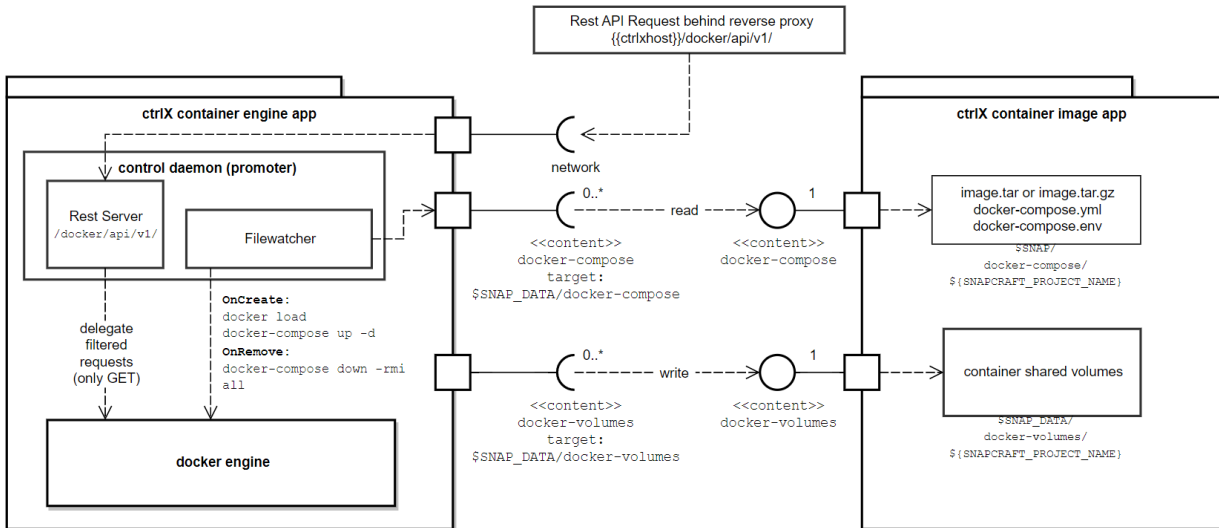 Rest API Request behind reverse proxy
{{ctrlxhost}}/docker/api/v1/
ctrlX container engine app
control daemon (promoter)
Rest Server
/docker/api/v1/
Filewatcher
delegate
filtered
requests
(only GET)
OnCreate:
docker load
docker-compose up -d
OnRemove:
docker-compose down -rmi
all
docker engine
network
0..*
read
1
<<content>>
docker-compose
target:
$SNAP_DATA/docker-compose
<<content>>
docker-compose
0..*
write
1
<<content>>
docker-volumes
target:
$SNAP_DATA/docker-volumes
<<content>>
docker-volumes
ctrlX container image app
image.tar or image.tar.gz
docker-compose.yml
docker-compose.env
$SNAP/
docker-compose/
${SNAPCRAFT_PROJECT_NAME}
container shared volumes
$SNAP_DATA/
docker-volumes/
${SNAPCRAFT_PROJECT_NAME}